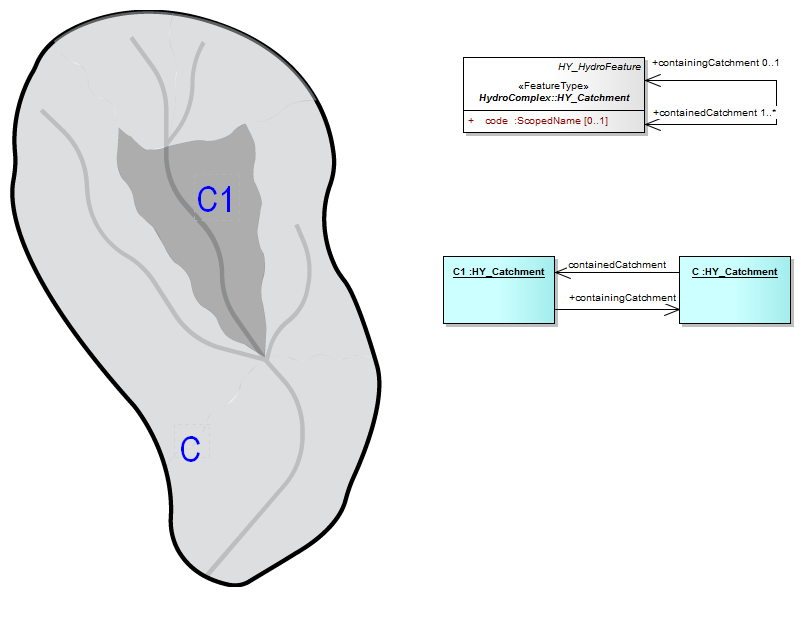 HY_HydroFeature
«FeatureType»
HydroComplex::HY_Catchment
+ code :ScopedName [0..1]
+containingCatchment 0..1
+containedCatchment 1..*
C1
C1 :HY_Catchment
containedCatchment
+containingCatchment
C :HY_Catchment
C